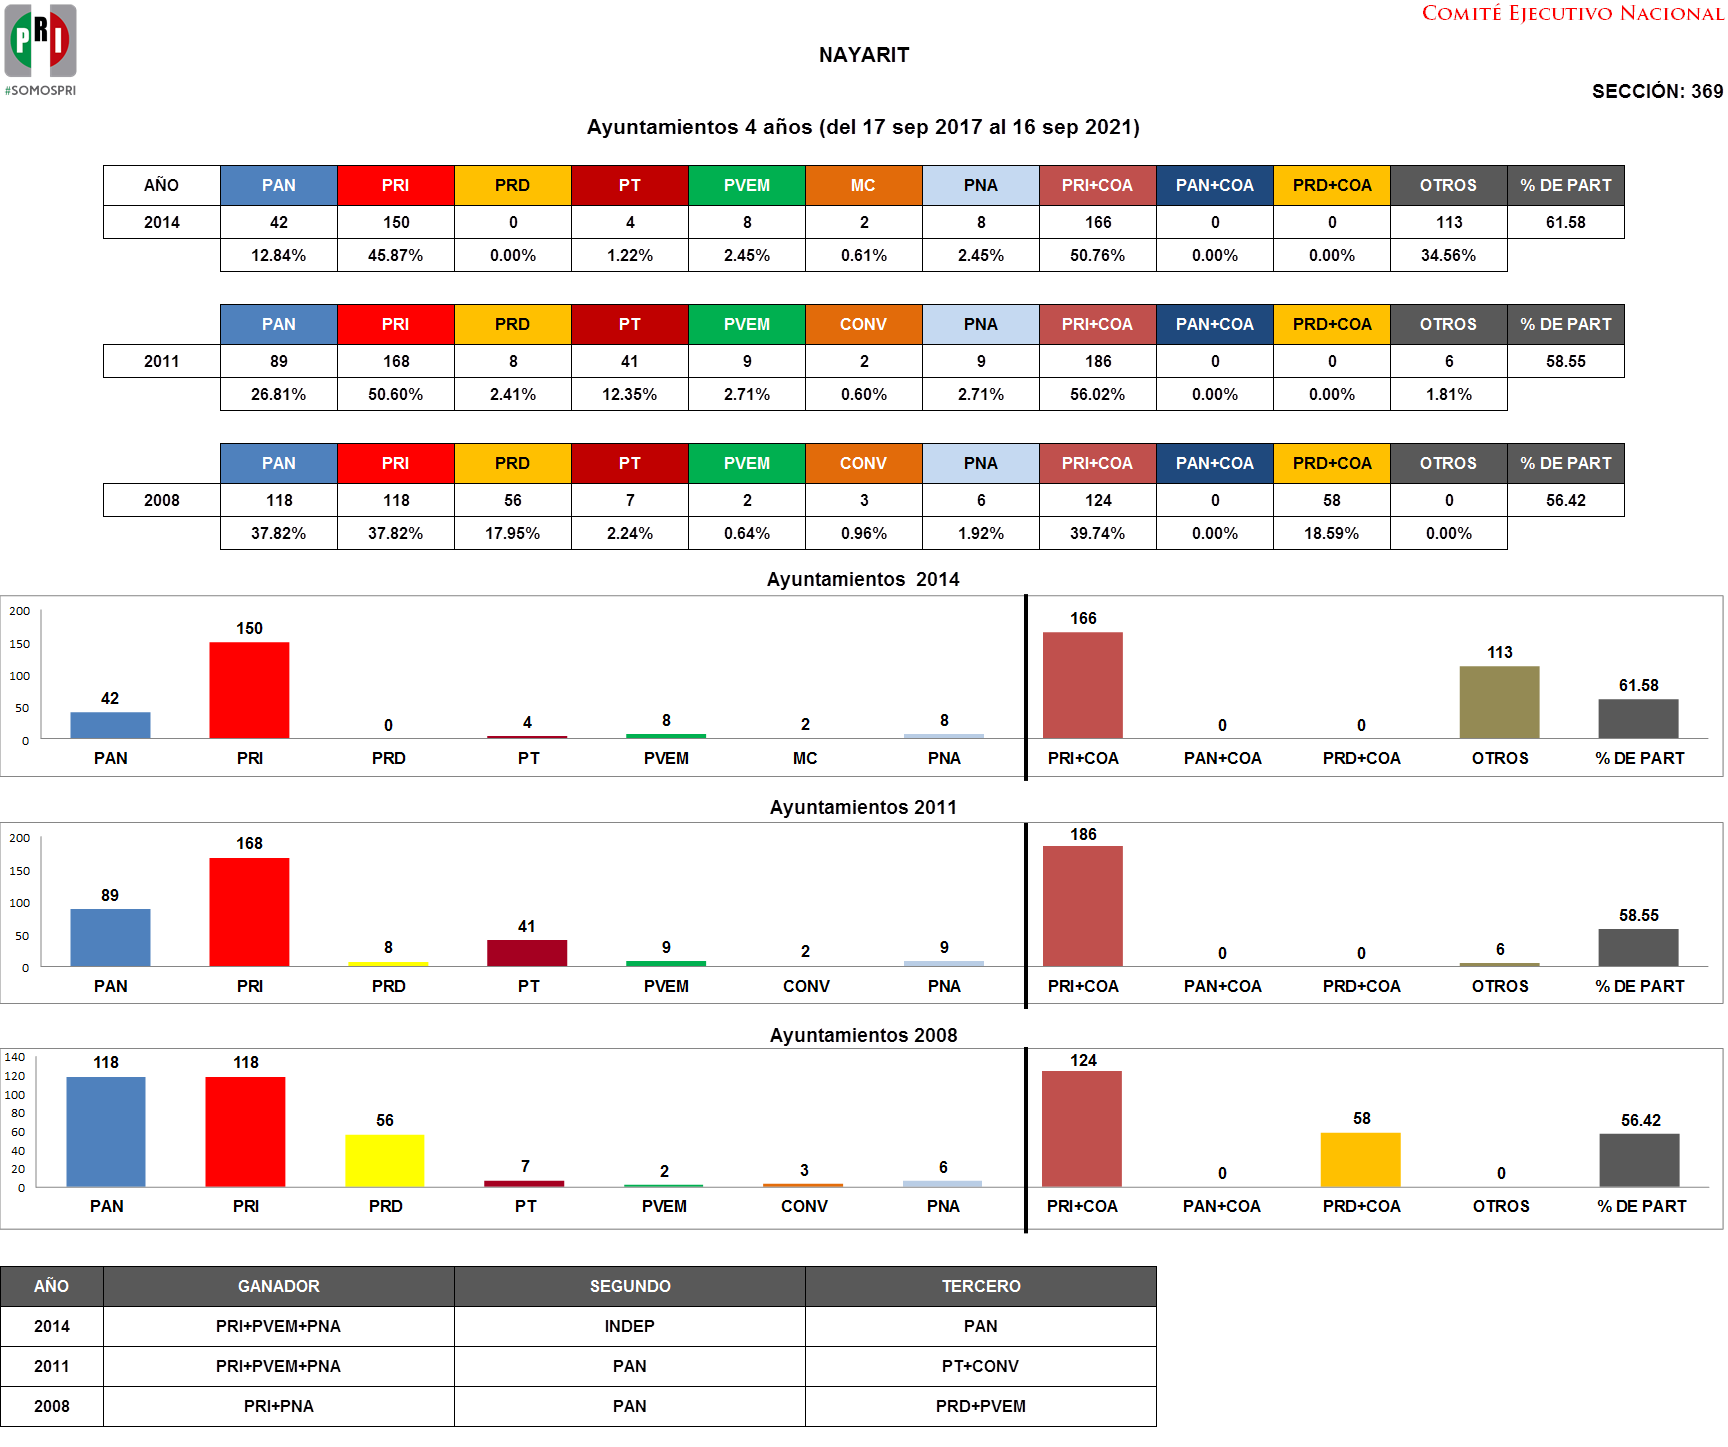 PRI
#SOMOSPRI
COMITÉ EJECUTIVO NACIONAL
NAYARIT
SECCIÓN: 369
Ayuntamientos 4 años (del 17 sep 2017 al 16 sep 2021)
AÑO PAN PRI PRD PT PVEM MC PNA PRI+COA PAN+COA PRD+COA OTROS % DE PART
2014 42 150 0 4 8 2 8 166 0 0 113 61.58
12.84% 45.87% 0.00% 1.22% 2.45% 0.61% 2.45% 50.76% 0.00% 0.00% 34.56%
PAN PRI PRD PT PVEM CONV PNA PRI+COA PAN+COA PRD+COA OTROS % DE PART
2011 89 168 8 41 9 2 9 186 0 0 6 58.55
26.81% 50.60% 2.41% 12.35% 2.71% 0.60% 2.71% 56.02% 0.00% 0.00% 1.81%
PAN PRI PRD PT PVEM CONV PNA PRI+COA PAN+COA PRD+COA OTROS % DE PART
2008 118 118 56 7 2 3 6 124 0 58 0 56.42
37.82% 37.82% 17.95% 2.24% 0.64% 0.96% 1.92% 39.74% 0.00% 18.59% 0.00%
Ayuntamientos 2014
200
150
100
50
0
42 150 0 4 8 2 8 166 0 0 113 61.58
PAN PRI PRD PT PVEM MC PNA PRI+COA PAN+COA PRD+COA OTROS % DE PART
Ayuntamientos 2011
200
150
100
50
0
89 168 8 41 9 2 9 186 0 0 6 58.55
PAN PRI PRD PT PVEM CONV PNA PRI+COA PAN+COA PRD+COA OTROS % DE PART
Ayuntamientos 2008
140
120
100
80
60
40
20
0
118 118 56 7 2 3 6 124 0 58 0 56.42
PAN PRI PRD PT PVEM CONV PNA PRI+COA PAN+COA PRD+COA OTROS % DE PART
AÑO GANADOR SEGUNDO TERCERO
2014 PRI+PVEM+PNA INDEP PAN
2011 PRI+PVEM+PNA PAN PT+CONV
2008 PRI+PNA PAN PRD+PVEM